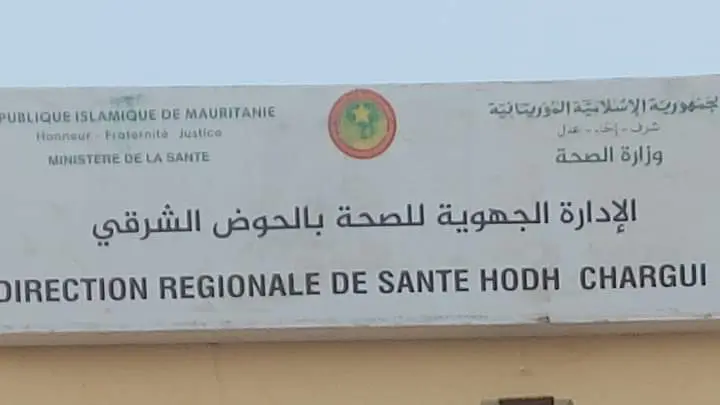 PUBLIQUE ISLAMIQUE DE MAURITANIE
Honneur - Fraternité Justice
MINISTERE DE LA SANTE
الجمهورية الإسلامية الموريتانية
شرف - إخاء - عدل
وزارة الصحة
الإدارة الجهوية للصحة بالحوض الشرقي
DIRECTION REGIONALE DE SANTE HODH CHARGUI